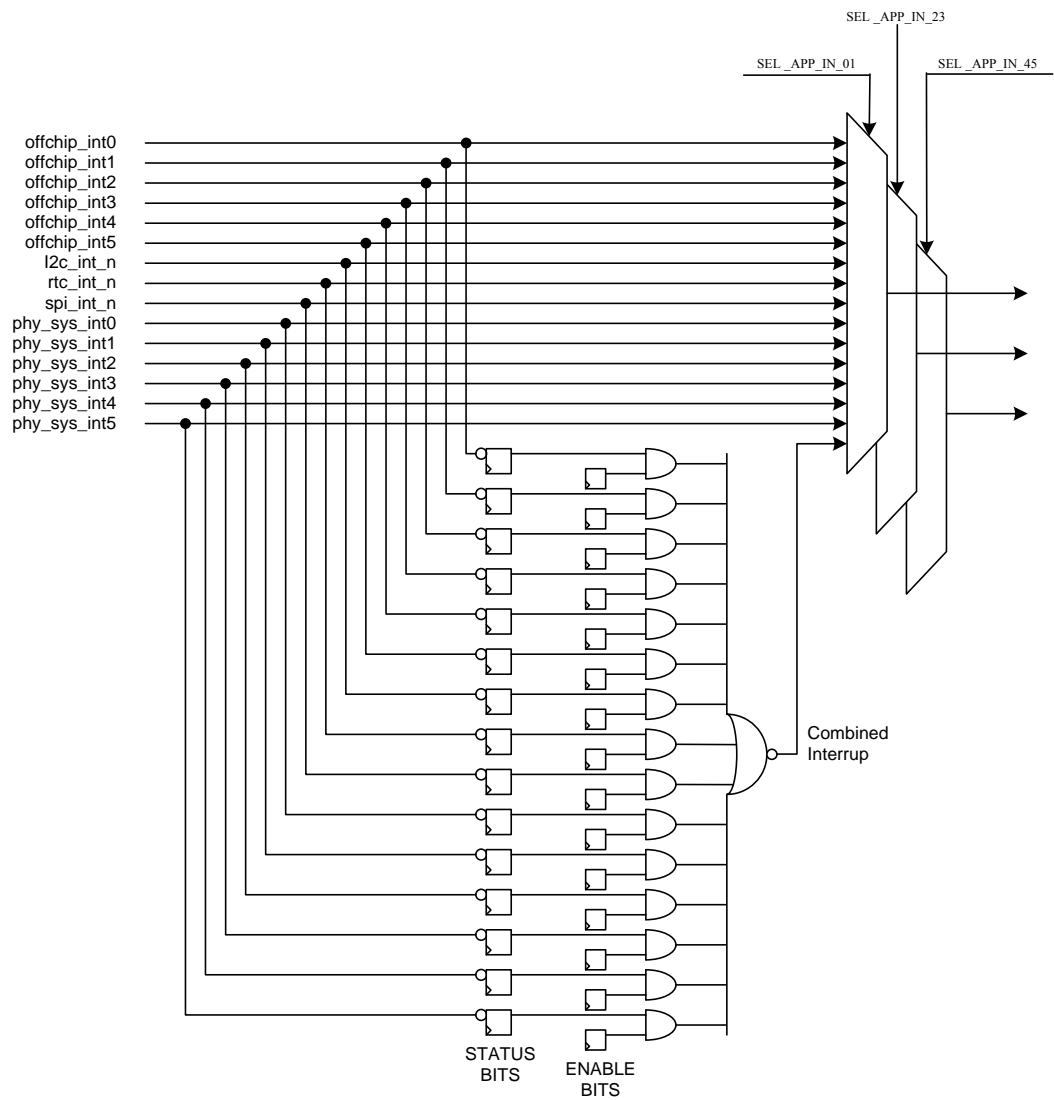 SEL _APP_IN_23
SEL _APP_IN_01
SEL _APP_IN_45
offchip_int0
offchip_int1
offchip_int2
offchip_int3
offchip_int4
offchip_int5
I2c_int_n
rtc_int_n
spi_int_n
phy_sys_int0
phy_sys_int1
phy_sys_int2
phy_sys_int3
phy_sys_int4
phy_sys_int5
Combined
Interrup
STATUS
BITS
ENABLE
BITS